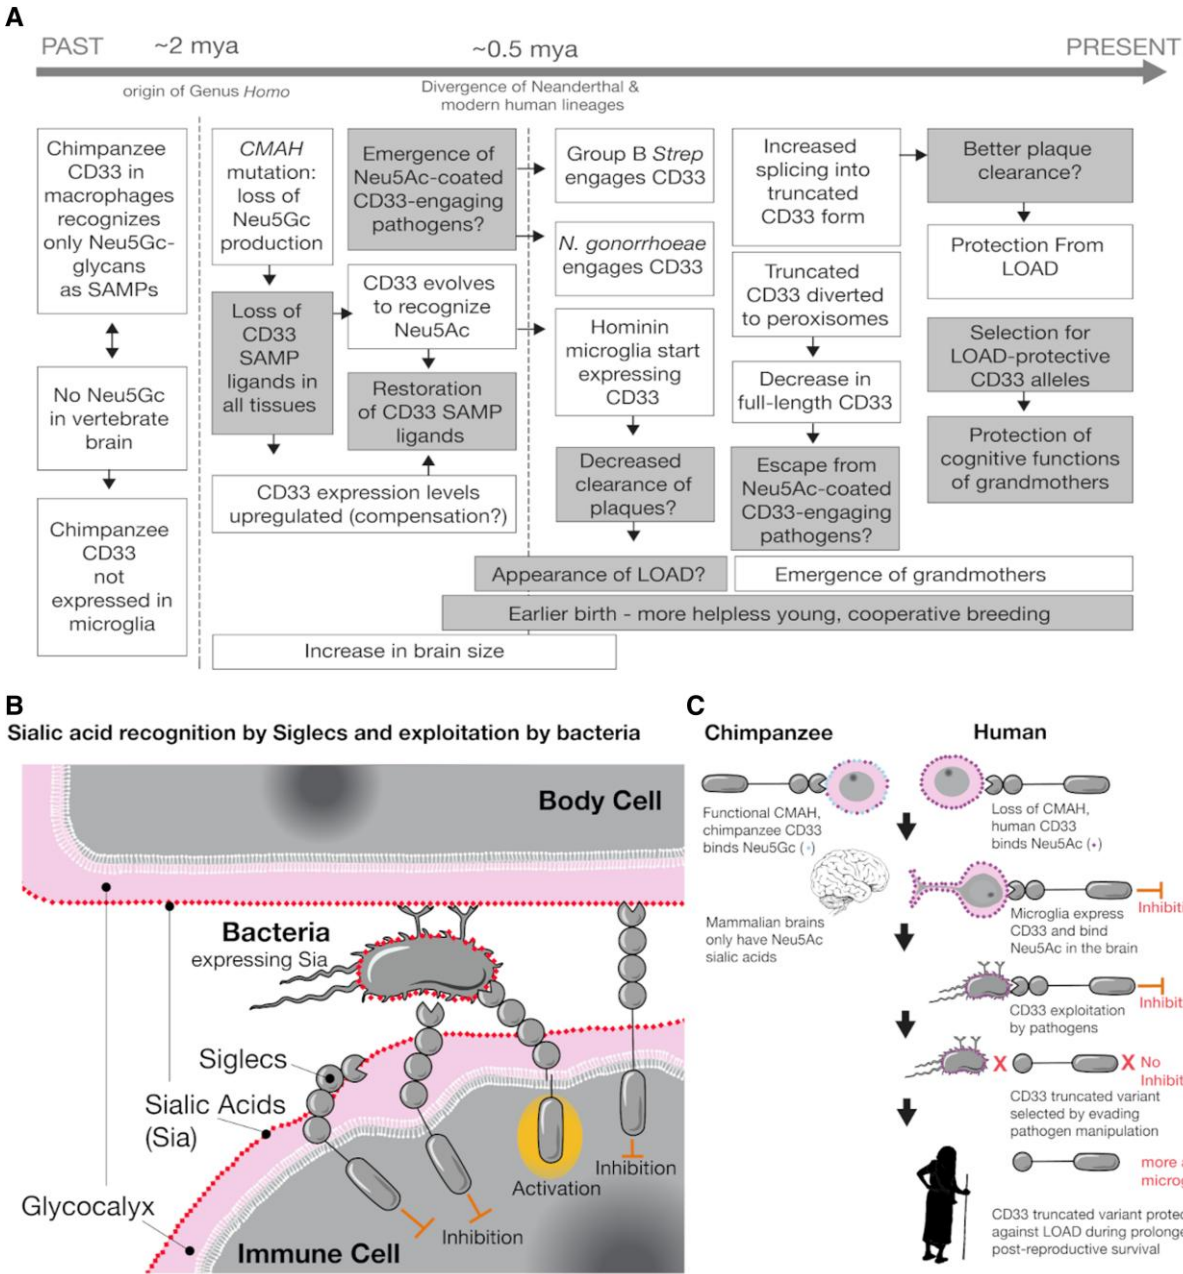 A
PAST
~2 mya
~0.5 mya
PRESENT
origin of Genus Homo
Divergence of Neanderthal &
modern human lineages
Chimpanzee
CD33 in
macrophages
recognizes
only Neu5Gc-
glycans
as SAMPs
No Neu5Gc
in vertebrate
brain
Chimpanzee
CD33
not
expressed in
microglia
CMAH
mutation:
loss of
Neu5Gc
production
Loss of
CD33
SAMP
ligands in
all tissues
Emergence of
Neu5Ac-coated
CD33-engaging
pathogens?
CD33 evolves
to recognize
Neu5Ac
Restoration
of CD33 SAMP
ligands
CD33 expression levels
upregulated (compensation?)
Group B Strep
engages CD33
N. gonorrhoeae
engages CD33
Hominin
microglia start
expressing
CD33
Decreased
clearance of
plaques?
Increased
splicing into
truncated
CD33 form
Truncated
CD33 diverted
to peroxisomes
Decrease in
full-length CD33
Escape from
Neu5Ac-coated
CD33-engaging
pathogens?
Better plaque
clearance?
Protection From
LOAD
Selection for
LOAD-protective
CD33 alleles
Protection of
cognitive functions
of grandmothers
Appearance of LOAD?
Emergence of grandmothers
Earlier birth - more helpless young, cooperative breeding
Increase in brain size
B
Sialic acid recognition by Siglecs and exploitation by bacteria
Body Cell
Bacteria
expressing Sia
Siglecs
Sialic Acids
(Sia)
Glycocalyx
Immune Cell
Inhibition
Activation
Inhibition
C
Chimpanzee
Human
Functional CMAH,
chimpanzee CD33
binds Neu5Gc (•)
Loss of CMAH,
human CD33
binds Neu5Ac (•)
Mammalian brains
only have Neu5Ac
sialic acids
Microglia express
CD33 and bind
Neu5Ac in the brain
Inhibiti
CD33 exploitation
by pathogens
Inhibiti
X
X No
Inhibit
CD33 truncated variant
selected by evading
pathogen manipulation
more a
microg
CD33 truncated variant protec
against LOAD during prolonge
post-reproductive survival